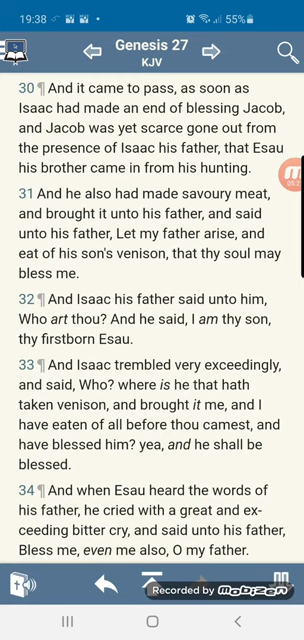 19:38 55%
Genesis 27
KJV
30 ¶ And it came to pass, as soon as
Isaac had made an end of blessing Jacob,
and Jacob was yet scarce gone out from
the presence of Isaac his father, that Esau
his brother came in from his hunting.
31 And he also had made savoury meat,
and brought it unto his father, and said
unto his father, Let my father arise, and
eat of his son's venison, that thy soul may
bless me.
32 ¶ And Isaac his father said unto him,
Who art thou? And he said, I am thy son,
thy firstborn Esau.
33 ¶ And Isaac trembled very exceedingly,
and said, Who? where is he that hath
taken venison, and brought it me, and I
have eaten of all before thou camest, and
have blessed him? yea, and he shall be
blessed.
34 ¶ And when Esau heard the words of
his father, he cried with a great and ex-
ceeding bitter cry, and said unto his father,
Bless me, even me also, O my father.
Recorded by Mobizen